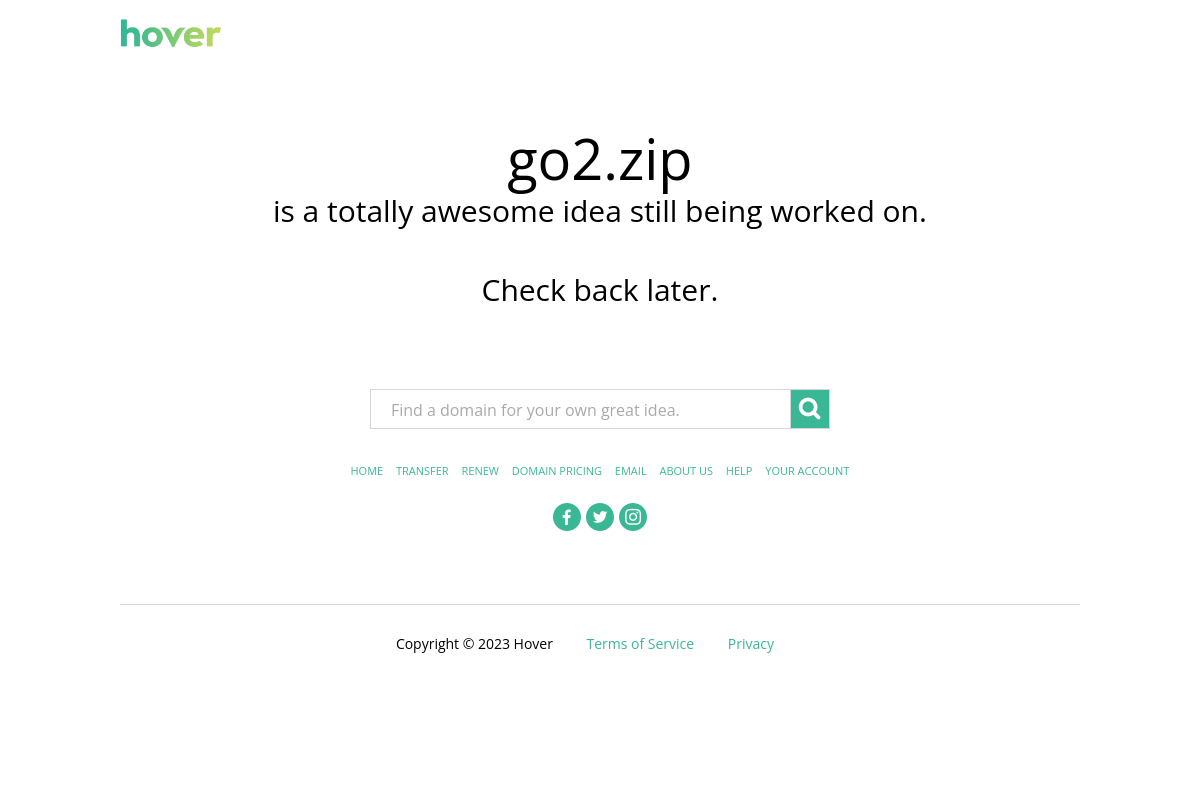 hover
go2.zip
is a totally awesome idea still being worked on.
Check back later.
Find a domain for your own great idea.
HOME TRANSFER RENEW DOMAIN PRICING EMAIL ABOUT US HELP YOUR ACCOUNT
Copyright © 2023 Hover Terms of Service Privacy